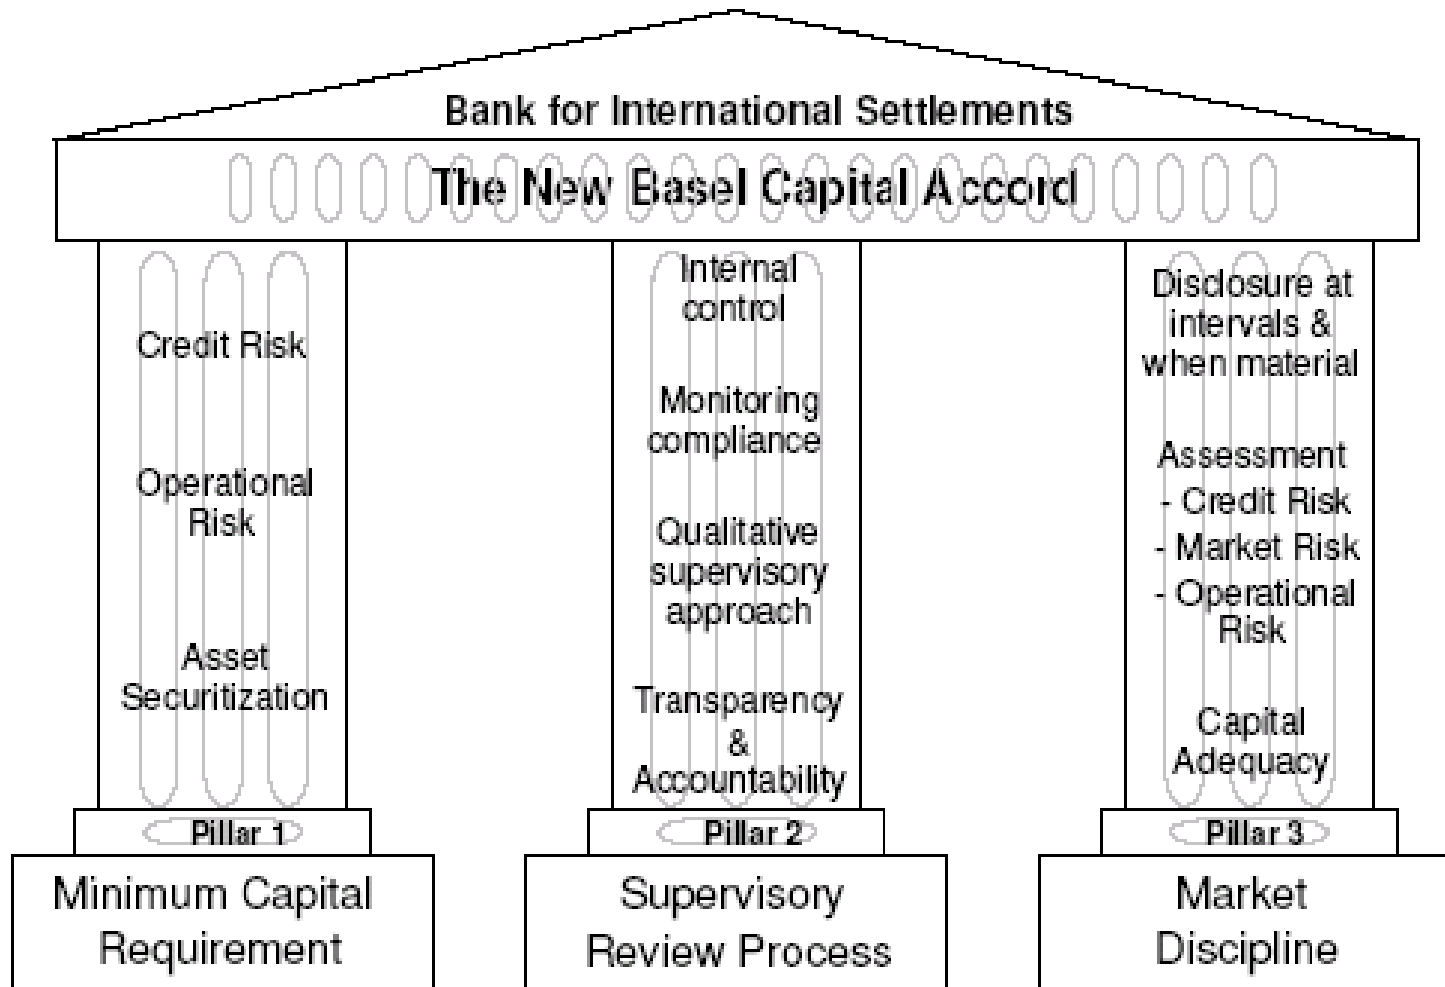 Bank for International Settlements
The New Basel Capital Accord
Credit Risk
Operational
Risk
Asset
Securitization
Pillar 1
Minimum Capital
Requirement
Internal
control
Monitoring
compliance
Qualitative
supervisory
approach
Transparency
&
Accountability
Pillar 2
Supervisory
Review Process
Disclosure at
intervals &
when material
Assessment
- Credit Risk
- Market Risk
- Operational
Risk
Capital
Adequacy
Pillar 3
Market
Discipline